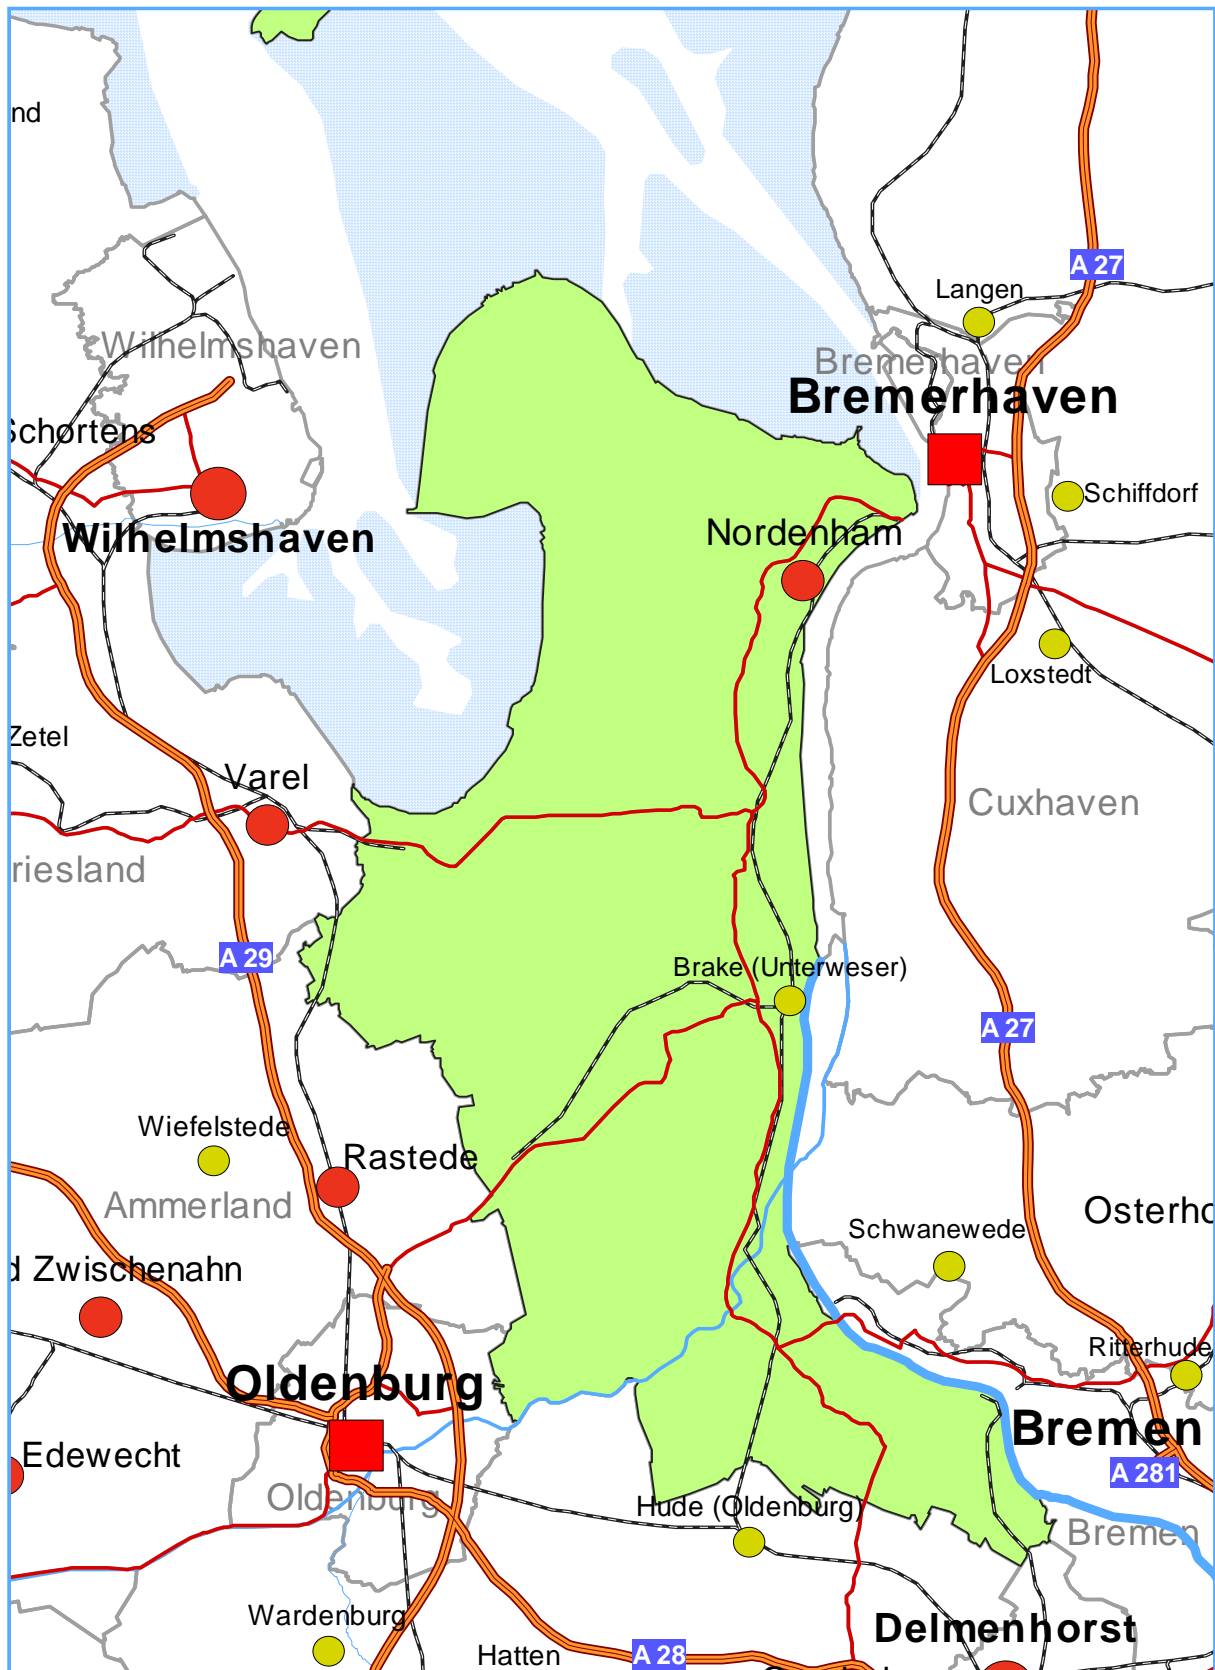 nd
A 27
Langen
Wilhelmshaven
Bremerhaven
Bremerhaven
Schortens
Schiffdorf
Nordenham
Wilhelmshaven
Loxstedt
Zetel
Varel
Cuxhaven
riesland
A 29
Brake (Unterweser)
A 27
Wiefelstede
Rastede
Ammerland
Osterho
Schwanewede
d Zwischenahn
Ritterhude
Oldenburg
Bremen
Edewecht
A 281
Oldenburg
Hude (Oldenburg)
Bremen
Wardenburg
Delmenhorst
Hatten
A 28